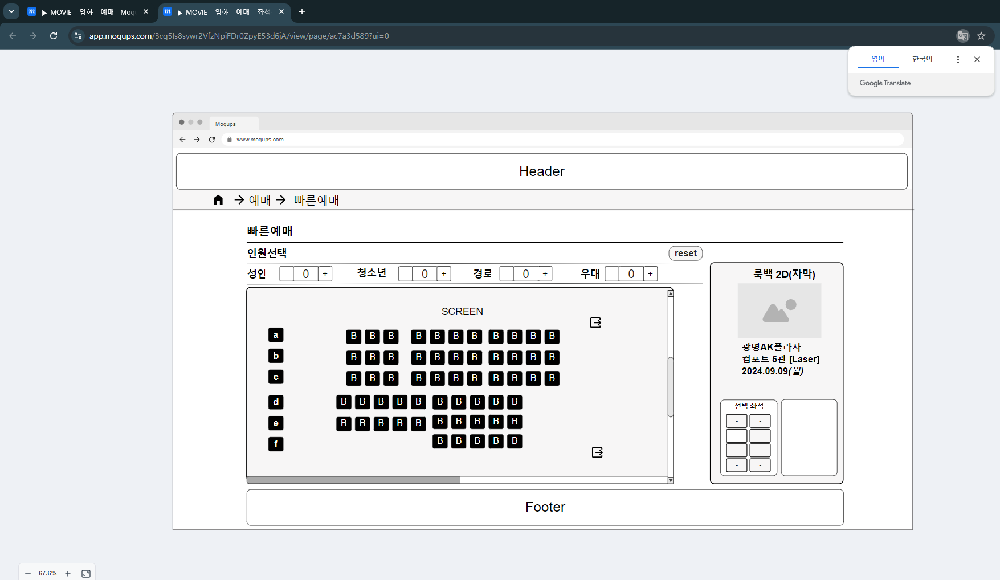 ▶ MOVIE - 영화 - 예매 · Moq
▶ MOVIE - 영화 - 예매 - 좌석
app.moqups.com/3cq5Is8sywr2VfzNpiFDr0ZpyE53d6jA/view/page/ac7a3d589?ui=0
영어 한국어
Google Translate
Moqups
www.moqups.com
Header
예매 빠른예매
빠른예매
인원선택 reset
성인 - 0 + 청소년 - 0 + 경로 - 0 + 우대 - 0 +
SCREEN
a B B B B B B B B B B B
b B B B B B B B B B B B
c B B B B B B B B B B B
d B B B B B B B B B B
e B B B B B B B B B B
f B B B B B
룩백 2D(자막)
광명AK플라자
컴포트 5관 [Laser]
2024.09.09(월)
선택 좌석
- -
- -
- -
- -
Footer
67.6%